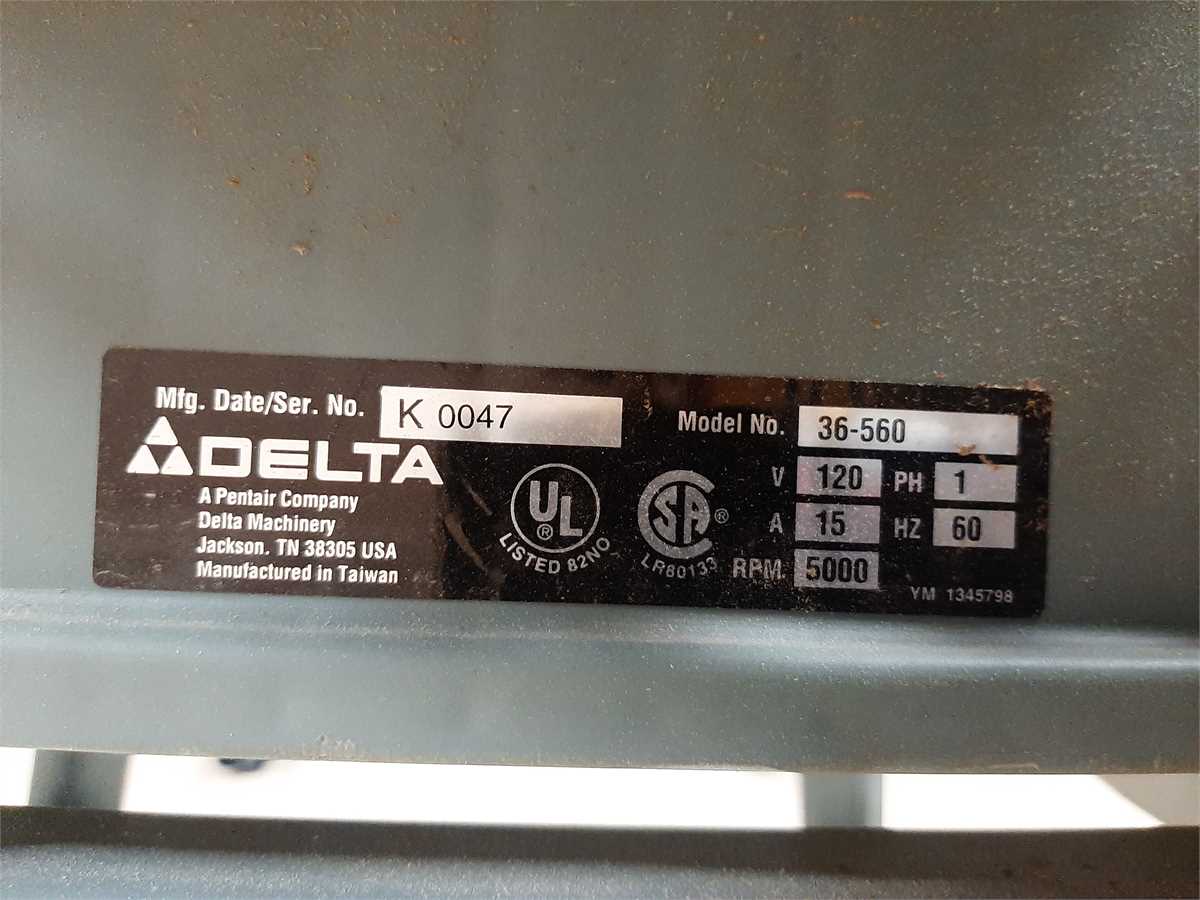 Mfg. Date/Ser. No. K 0047
DELTA
A Pentair Company
Delta Machinery
Jackson. TN 38305 USA
Manufactured in Taiwan
UL
®
LISTED 82NO
SA ®
LR60133
Model No. 36-560
V 120 PH 1
A 15 HZ 60
RPM 5000
YM 1345798